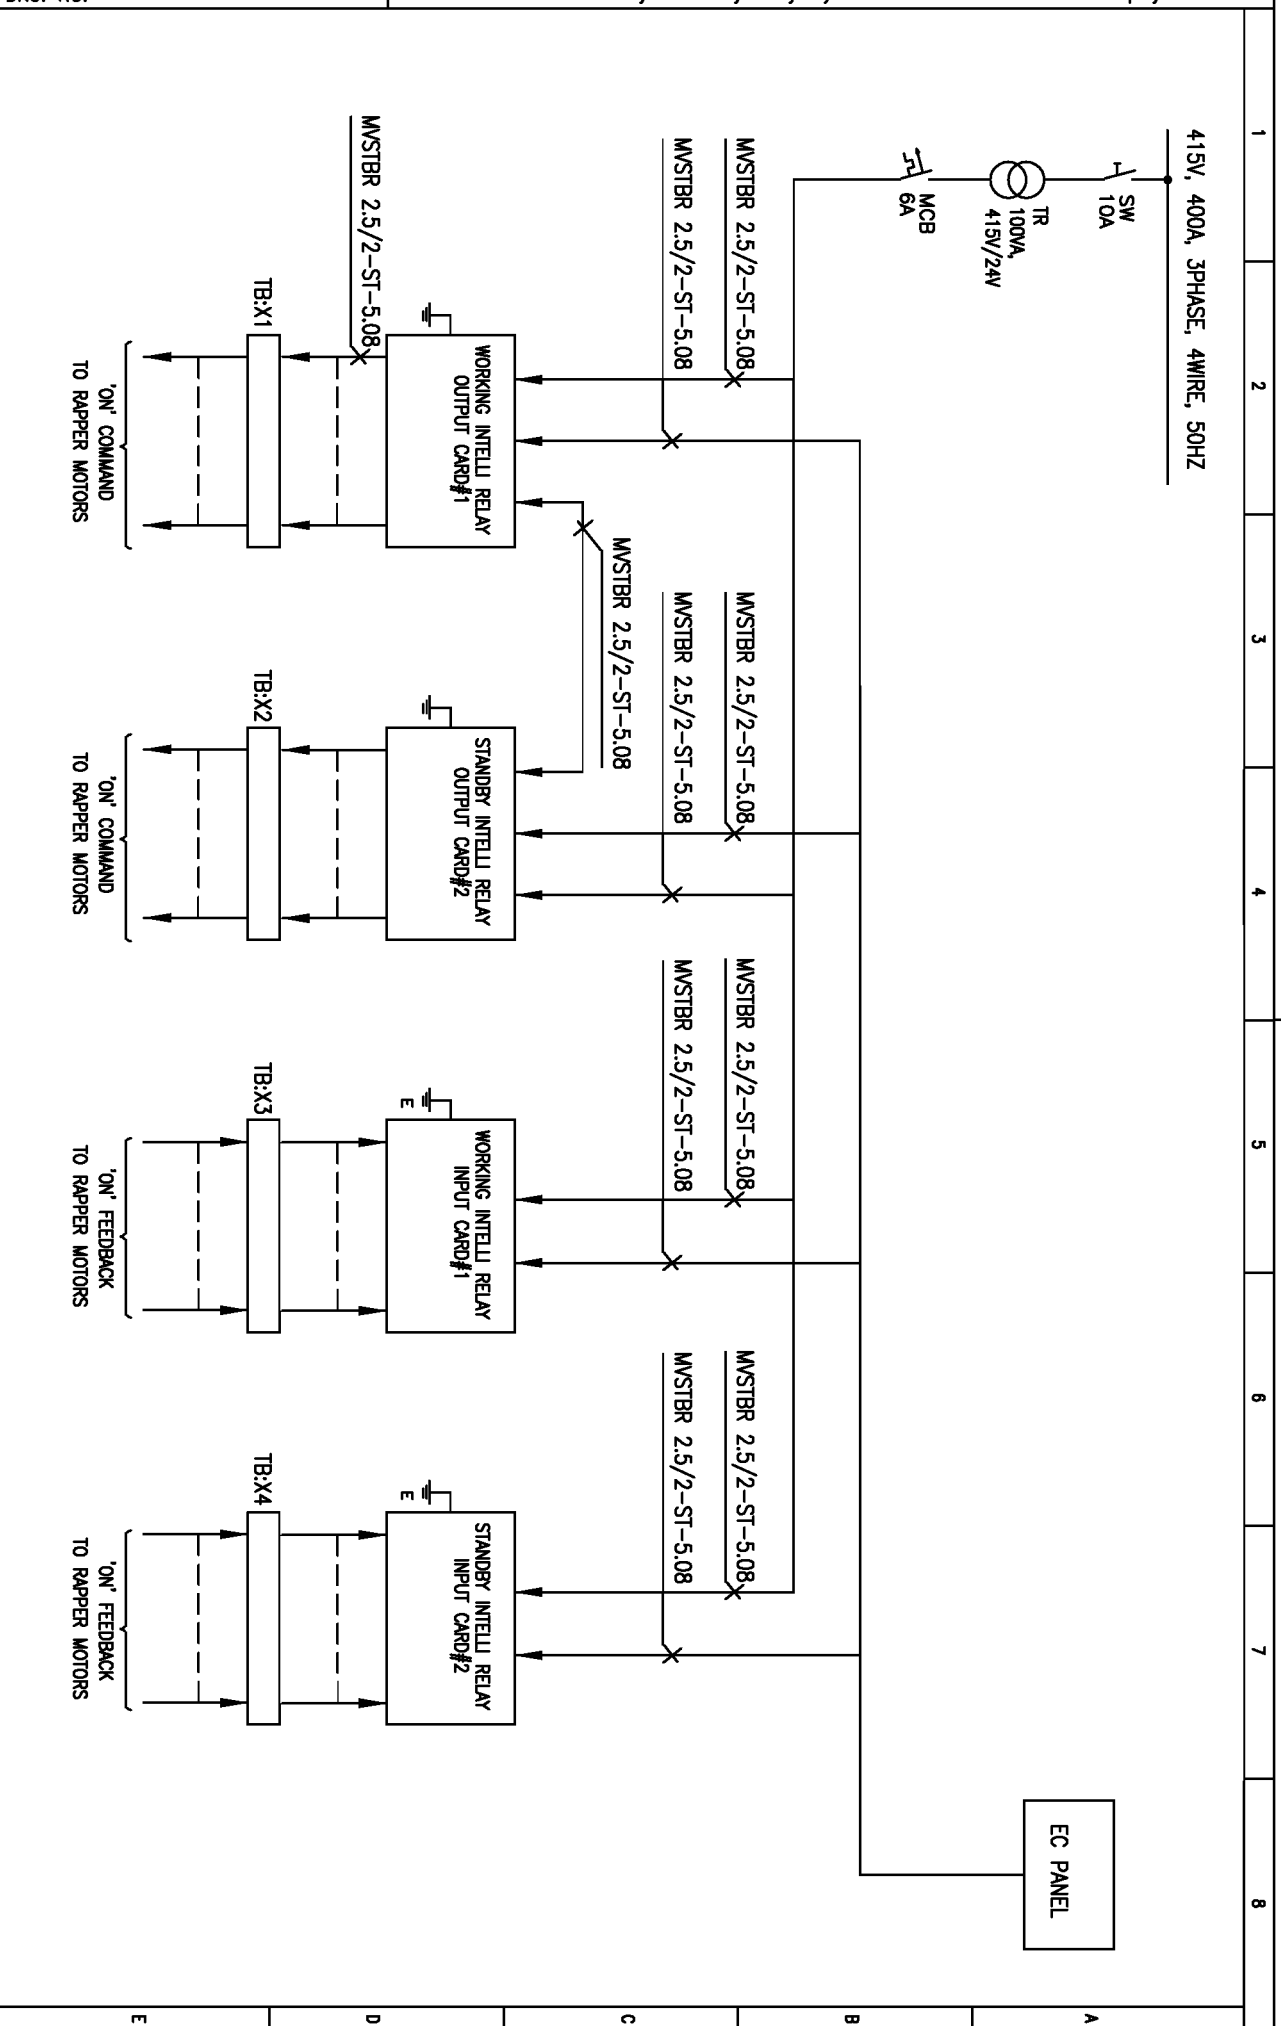 1
2
3
4
5
6
7
8
A
B
C
D
E
415V, 400A, 3PHASE, 4WIRE, 50HZ
SW
10A
TR
100VA,
415V/24V
MCB
6A
EC PANEL
MVSTBR 2.5/2-ST-5.08
MVSTBR 2.5/2-ST-5.08
MVSTBR 2.5/2-ST-5.08
MVSTBR 2.5/2-ST-5.08
MVSTBR 2.5/2-ST-5.08
MVSTBR 2.5/2-ST-5.08
MVSTBR 2.5/2-ST-5.08
MVSTBR 2.5/2-ST-5.08
MVSTBR 2.5/2-ST-5.08
WORKING INTELLI RELAY
OUTPUT CARD#1
STANDBY INTELLI RELAY
OUTPUT CARD#2
WORKING INTELLI RELAY
INPUT CARD#1
STANDBY INTELLI RELAY
INPUT CARD#2
E
E
MVSTBR 2.5/2-ST-5.08
TB:X1
TB:X2
TB:X3
TB:X4
'ON' COMMAND
TO RAPPER MOTORS
'ON' COMMAND
TO RAPPER MOTORS
'ON' FEEDBACK
TO RAPPER MOTORS
'ON' FEEDBACK
TO RAPPER MOTORS